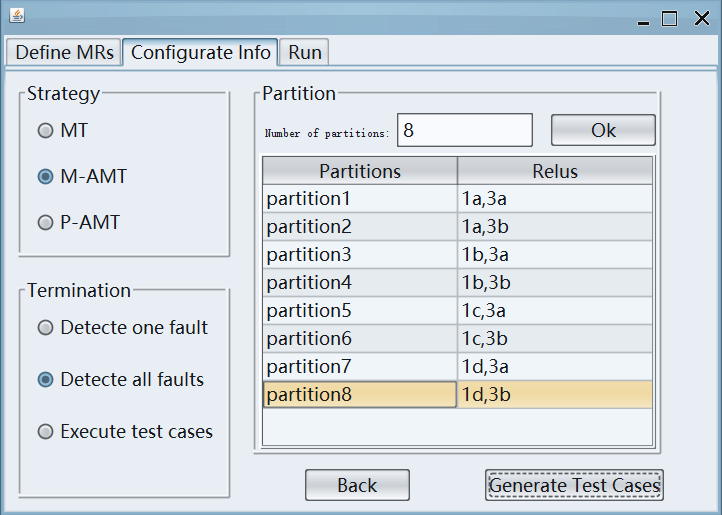 Define MRs Configurate Info Run
Strategy
MT
M-AMT
P-AMT
Termination
Detecte one fault
Detecte all faults
Execute test cases
Partition
Number of partitions: 8 Ok
Partitions Relus
partition1 1a,3a
partition2 1a,3b
partition3 1b,3a
partition4 1b,3b
partition5 1c,3a
partition6 1c,3b
partition7 1d,3a
partition8 1d,3b
Back Generate Test Cases